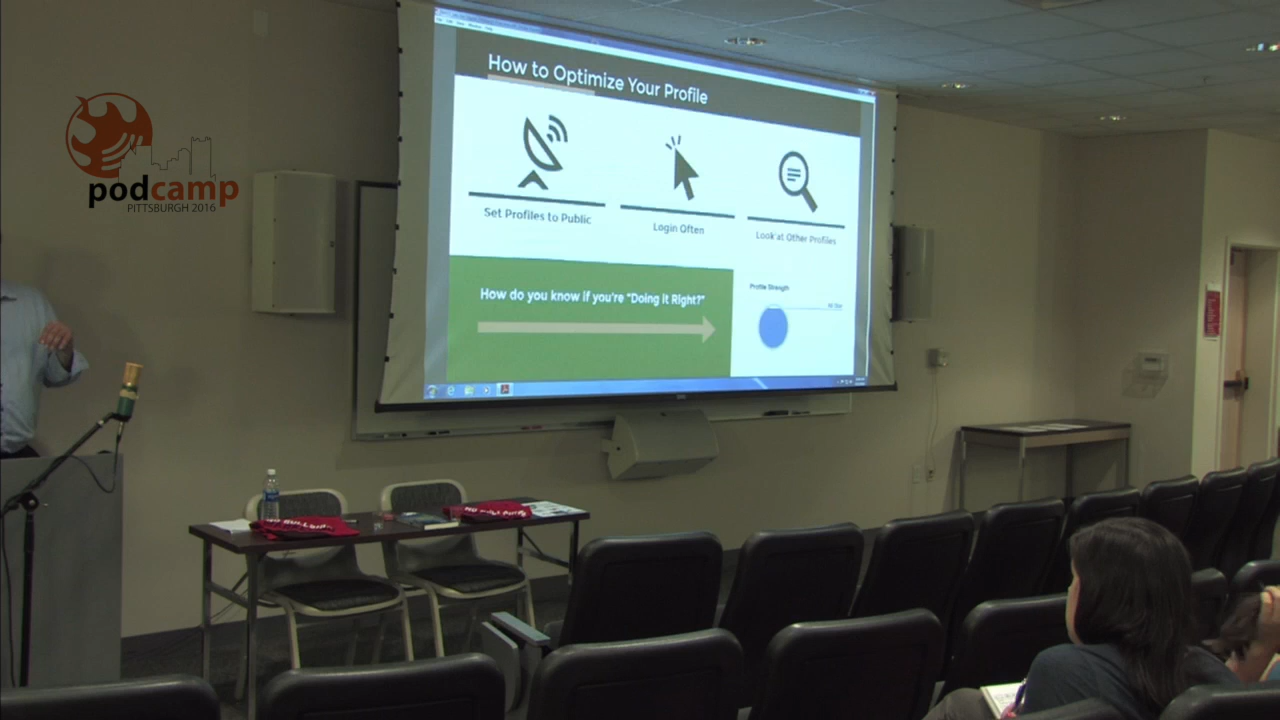 How to Optimize Your Profile
podcamp
PITTSBURGH 2016
Set Profiles to Public
Login Often
Look at Other Profiles
How do you know if you're "Doing it Right?"
Profile Strength